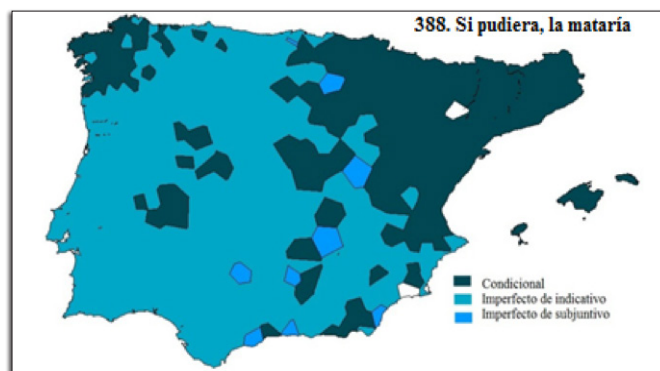 388. Si pudiera, la mataría
Condicional
Imperfecto de indicativo
Imperfecto de subjuntivo